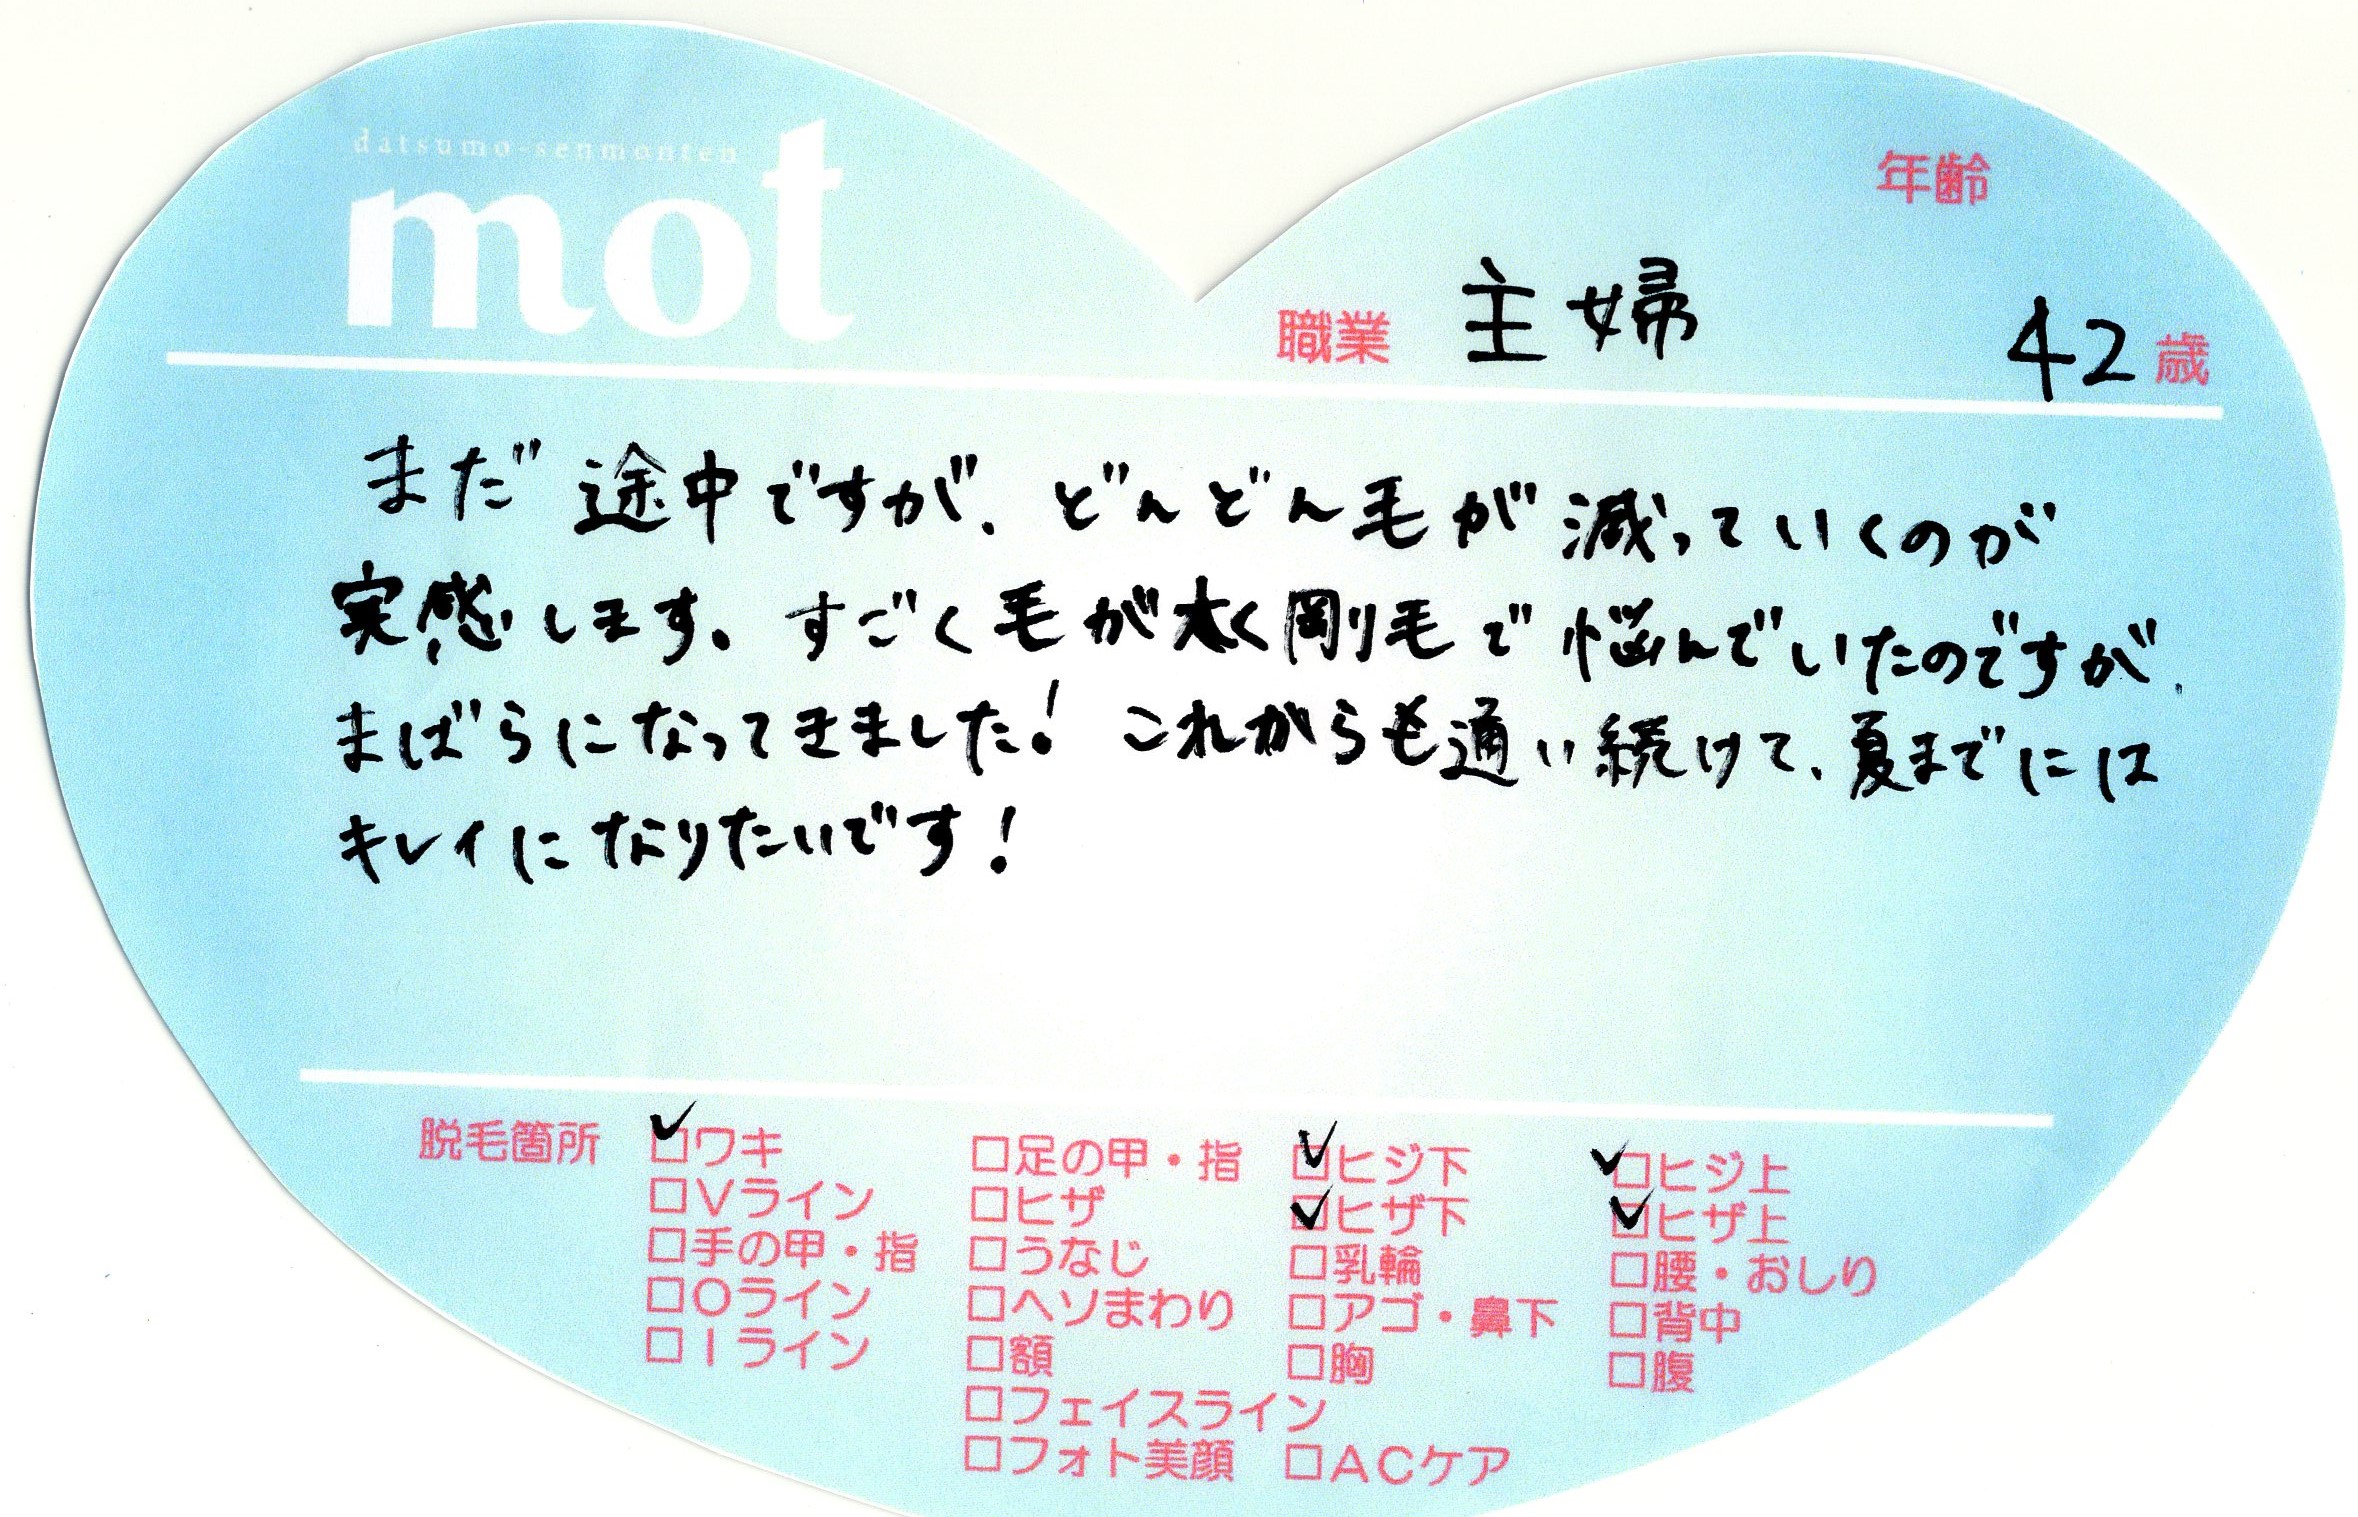 datsumo-senmonten
mot
年齢
職業 主婦 42歳
まだ途中ですが、どんどん毛が減っていくのが
実感します。すごく毛が太く剛毛で悩んでいたのですが、
まばらになってきました！これからも通い続けて、夏までには
キレイになりたいです！
脱毛箇所 ✓□ワキ □足の甲・指 ✓□ヒジ下 ✓□ヒジ上
□Vライン □ヒザ ✓□ヒザ下 ✓□ヒザ上
□手の甲・指 □うなじ □乳輪 □腰・おしり
□Oライン □ヘソまわり □アゴ・鼻下 □背中
□Iライン □額 □胸 □腹
□フェイスライン
□フォト美顔 □ACケア